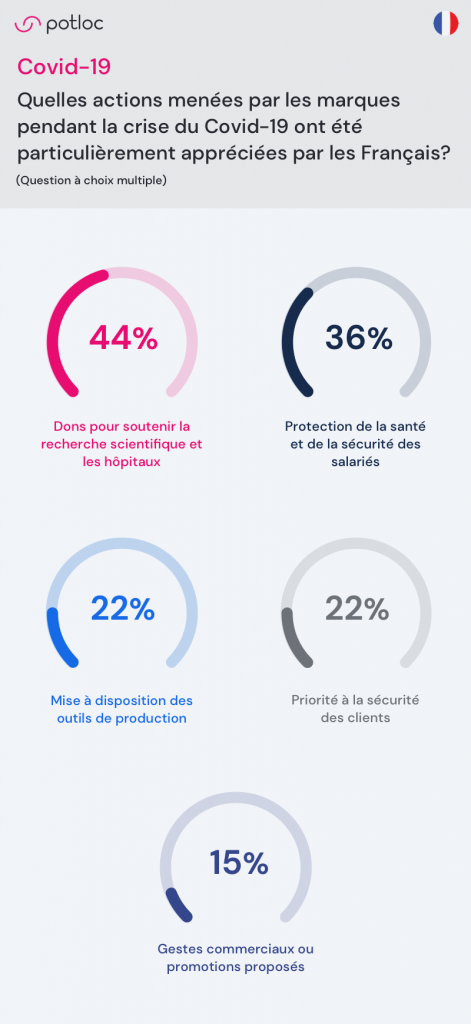 potloc
Covid-19
Quelles actions menées par les marques
pendant la crise du Covid-19 ont été
particulièrement appréciées par les Français?
(Question à choix multiple)
44%
Dons pour soutenir la
recherche scientifique et
les hôpitaux
36%
Protection de la santé
et de la sécurité des
salariés
22%
Mise à disposition des
outils de production
22%
Priorité à la sécurité
des clients
15%
Gestes commerciaux ou
promotions proposés